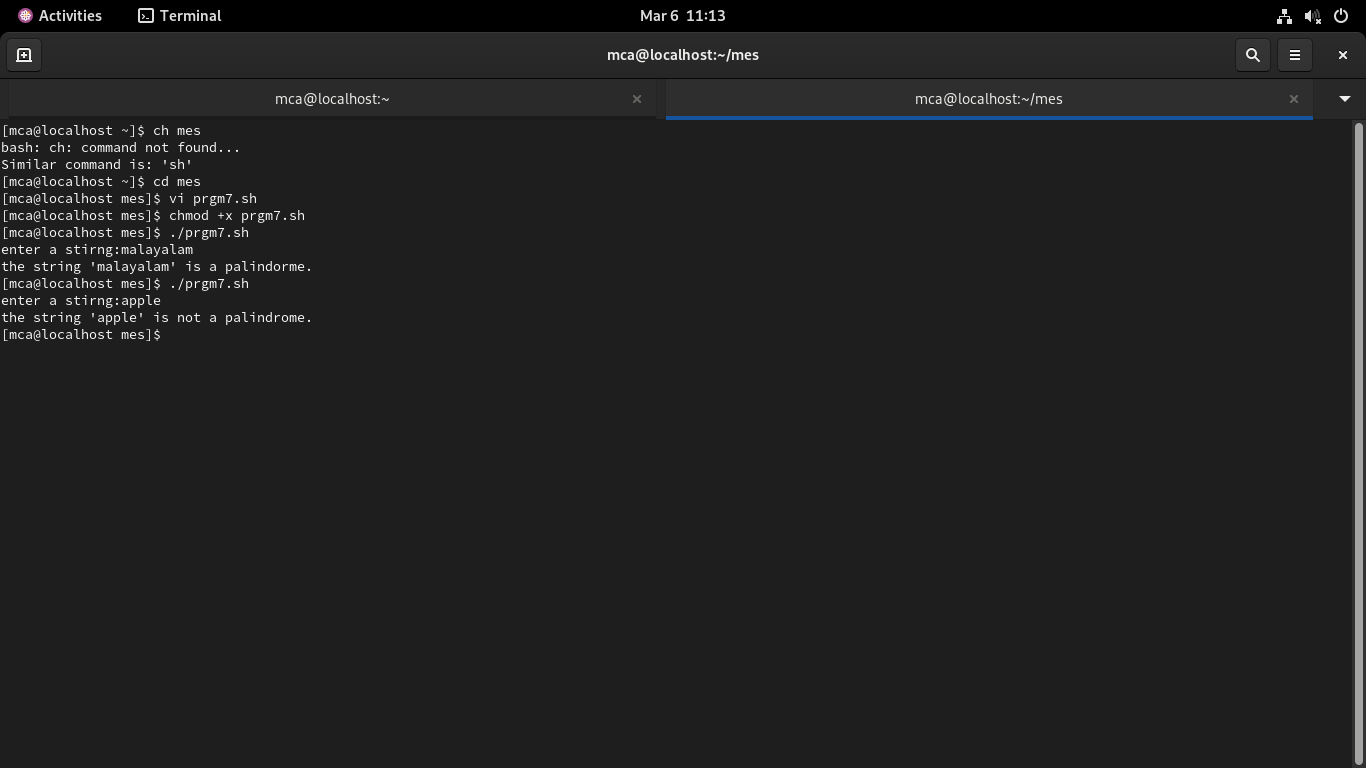 Activities Terminal Mar 6 11:13
mca@localhost:~/mes
mca@localhost:~ mca@localhost:~/mes
[mca@localhost ~]$ ch mes
bash: ch: command not found...
Similar command is: 'sh'
[mca@localhost ~]$ cd mes
[mca@localhost mes]$ vi prgm7.sh
[mca@localhost mes]$ chmod +x prgm7.sh
[mca@localhost mes]$ ./prgm7.sh
enter a stirng:malayalam
the string 'malayalam' is a palindorme.
[mca@localhost mes]$ ./prgm7.sh
enter a stirng:apple
the string 'apple' is not a palindrome.
[mca@localhost mes]$